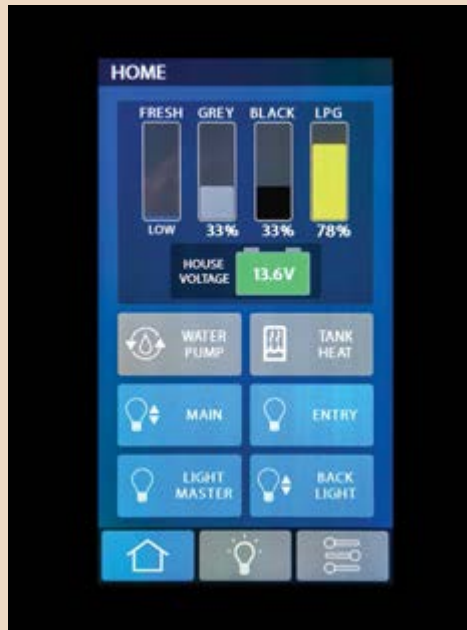 HOME
FRESH GREY BLACK LPG
LOW 33% 33% 78%
HOUSE
VOLTAGE
13.6V
WATER
PUMP
TANK
HEAT
MAIN
ENTRY
LIGHT
MASTER
BACK
LIGHT